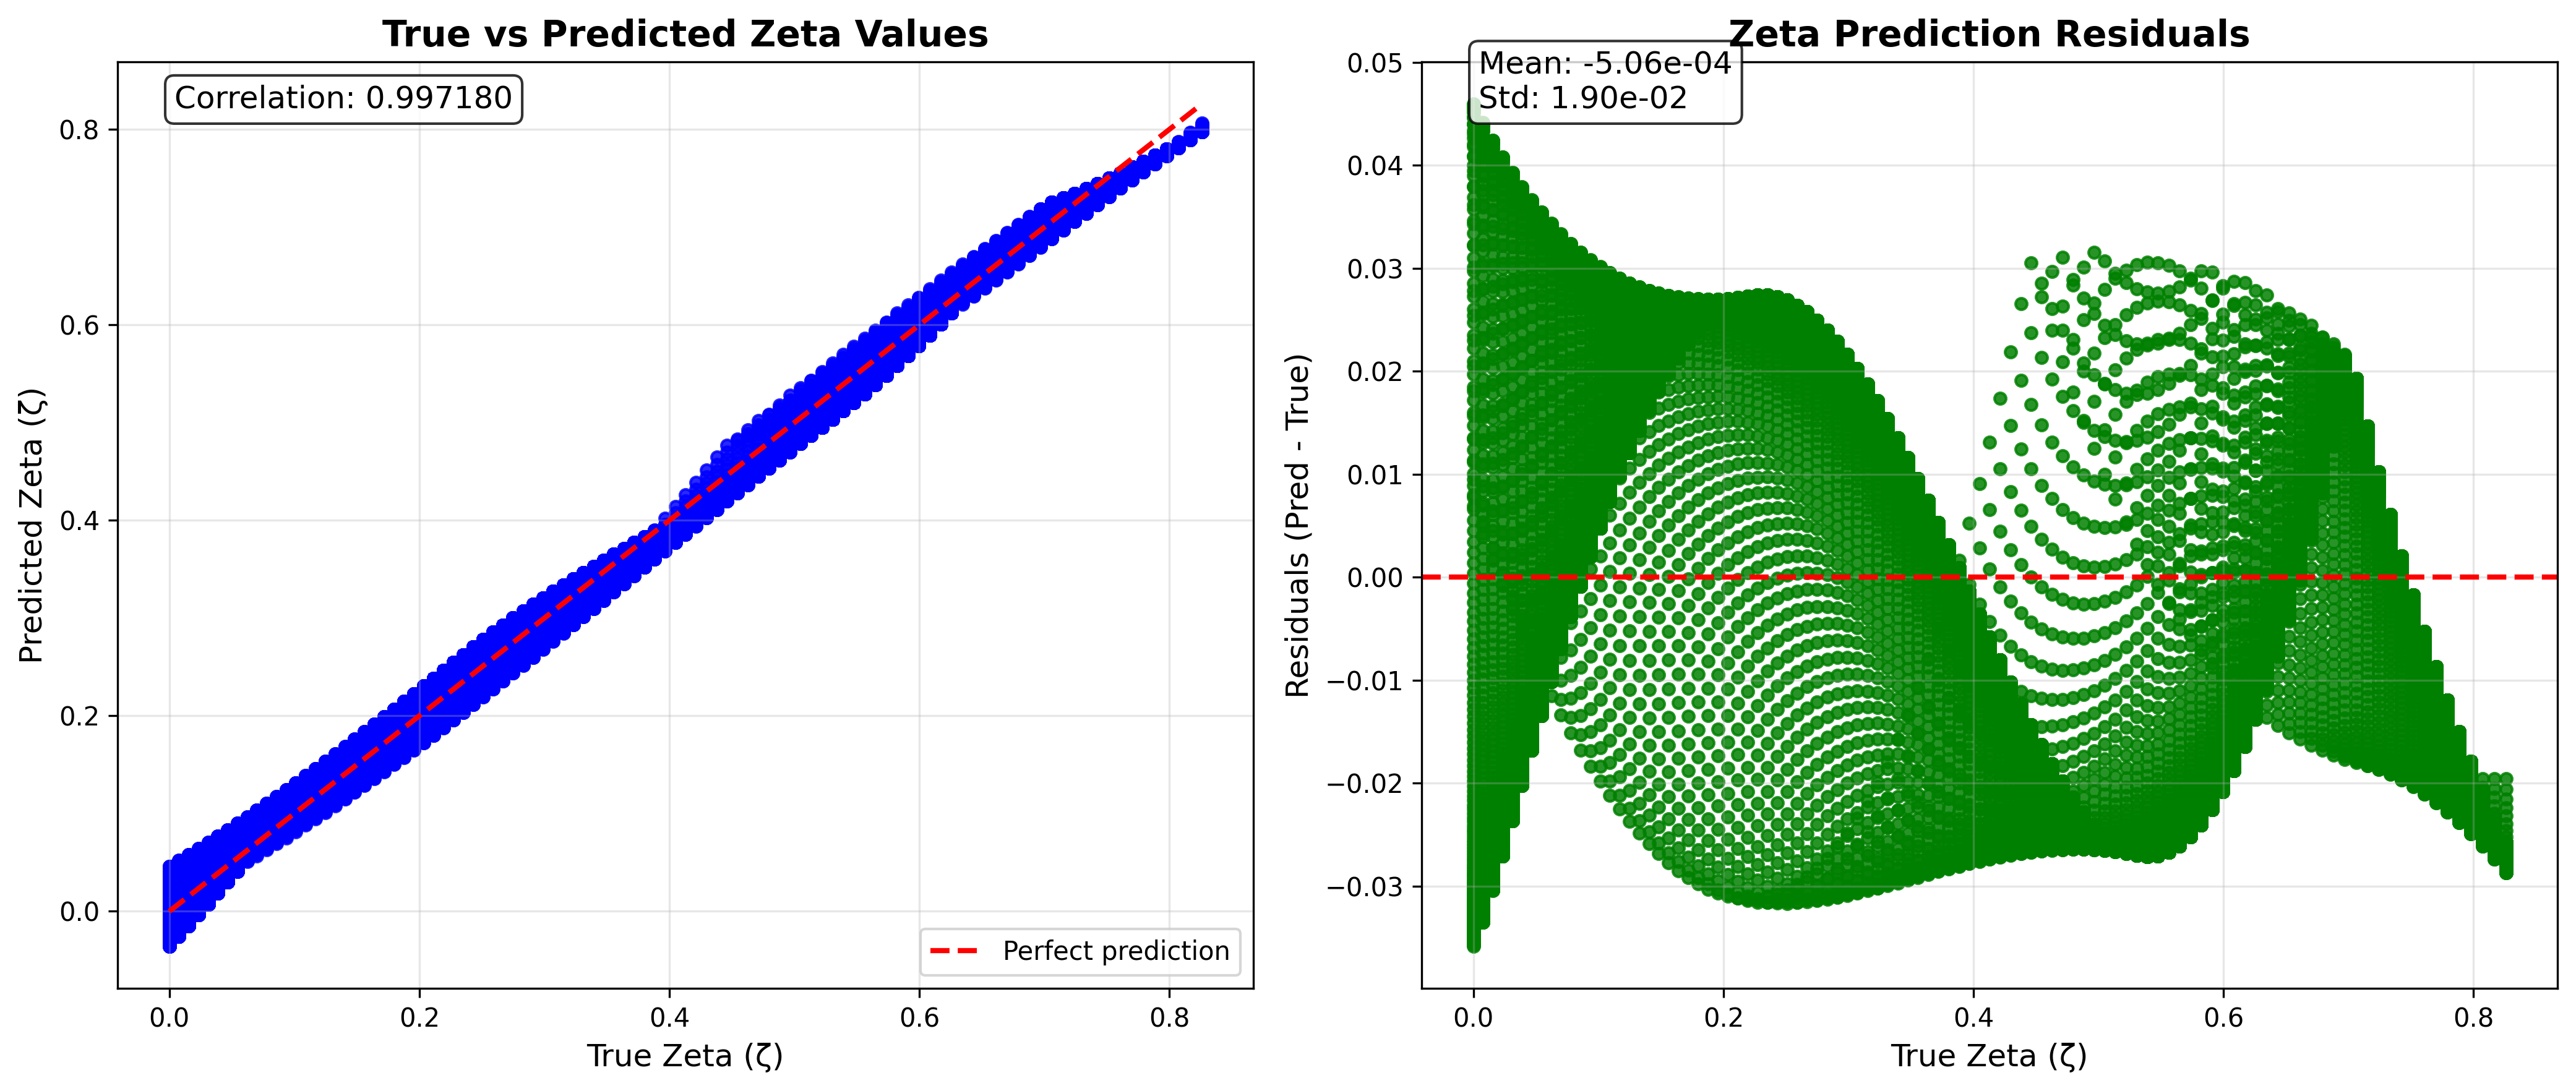 True vs Predicted Zeta Values
Correlation: 0.997180
Predicted Zeta (ζ)
0.8
0.6
0.4
0.2
0.0
Perfect prediction
0.0 0.2 0.4 0.6 0.8
True Zeta (ζ)
Zeta Prediction Residuals
Mean: -5.06e-04
Std: 1.90e-02
Residuals (Pred - True)
0.05
0.04
0.03
0.02
0.01
0.00
−0.01
−0.02
−0.03
0.0 0.2 0.4 0.6 0.8
True Zeta (ζ)